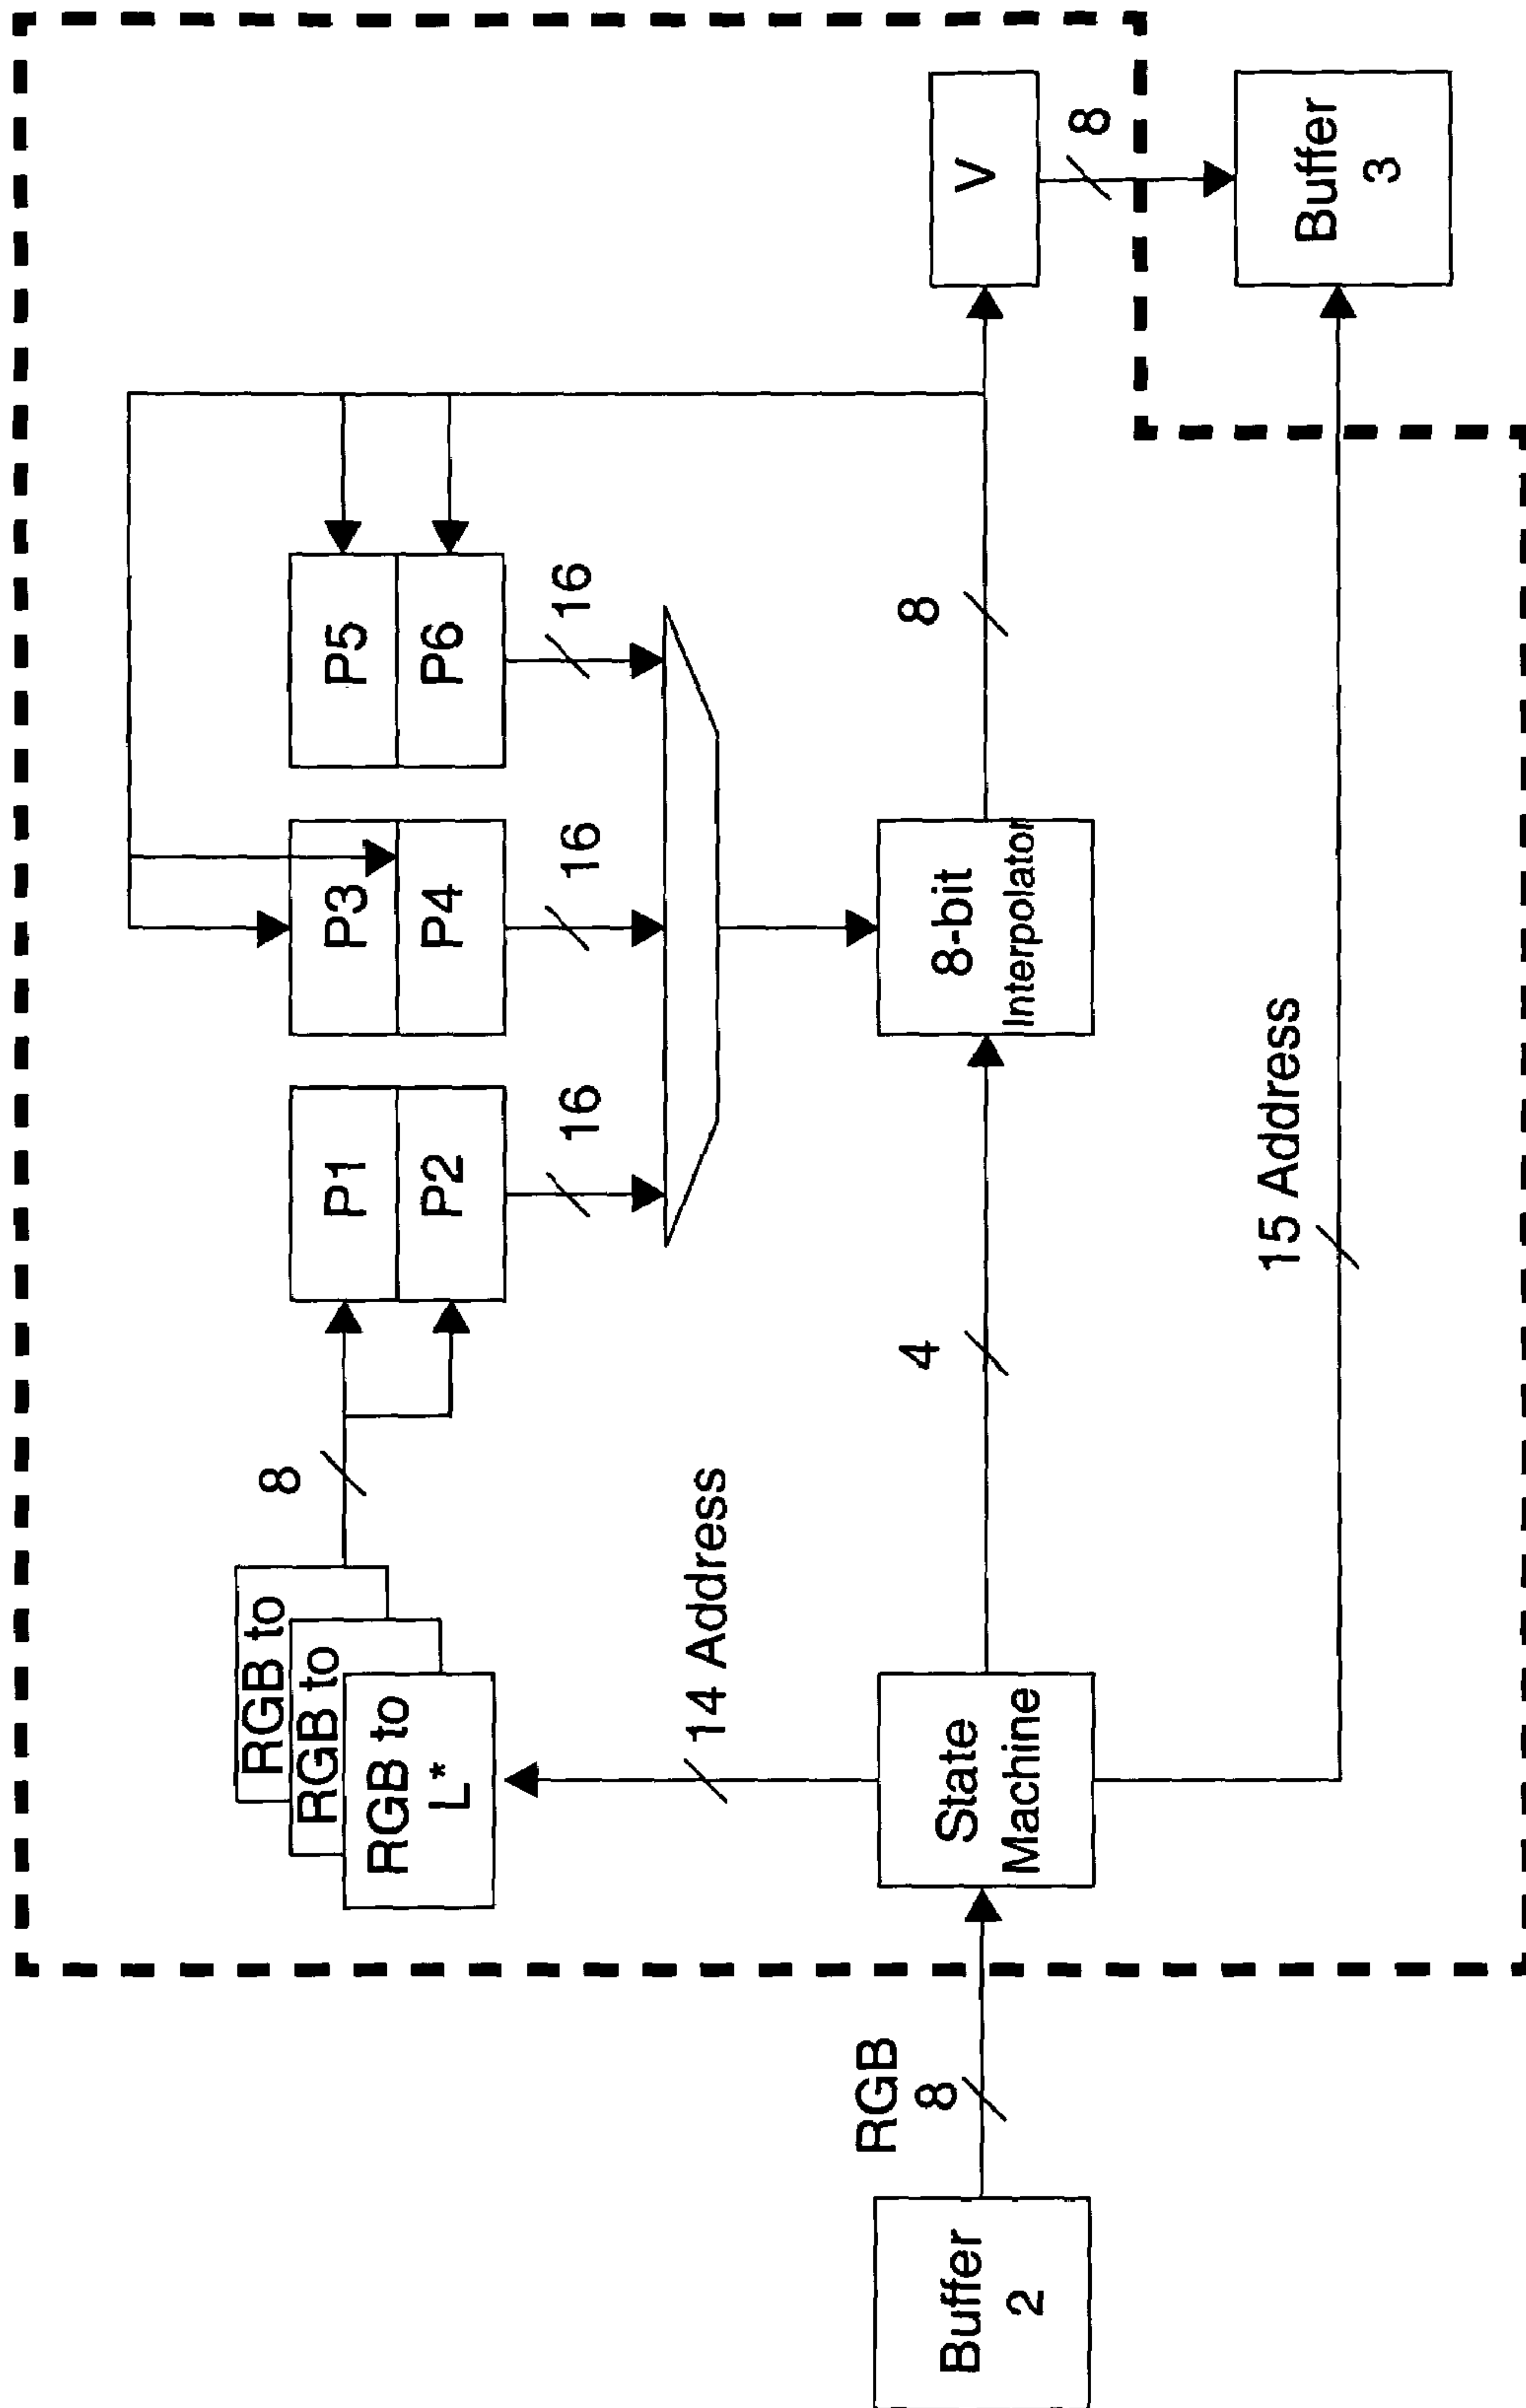 RGB to
RGB to
RGB to
L*
8
P1
P2
P3
P4
P5
P6
16
16
16
14 Address
RGB
8
Buffer
2
State
Machine
4
8-bit
Interpolator
8
V
8
15 Address
Buffer
3